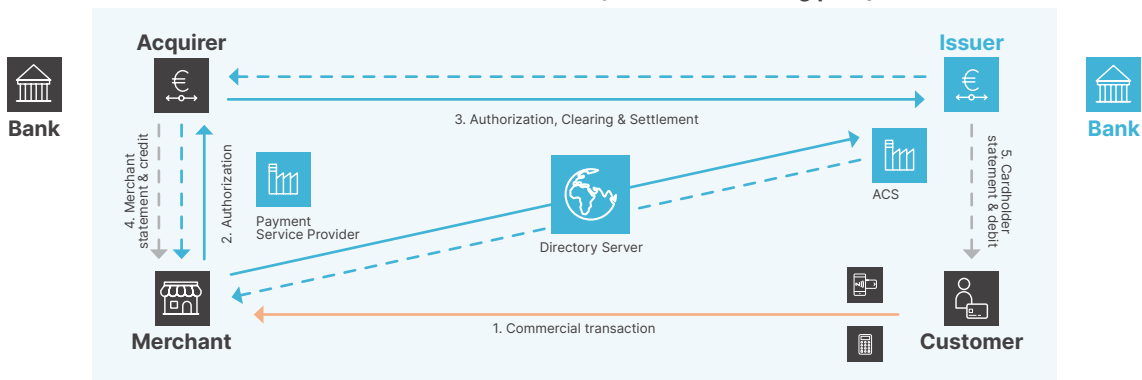 Acquirer
Issuer
€
€
Bank
Bank
3. Authorization, Clearing & Settlement
4. Merchant
statement & credit
2. Authorization
Payment
Service Provider
Directory Server
ACS
5. Cardholder
statement & debit
1. Commercial transaction
Merchant
Customer